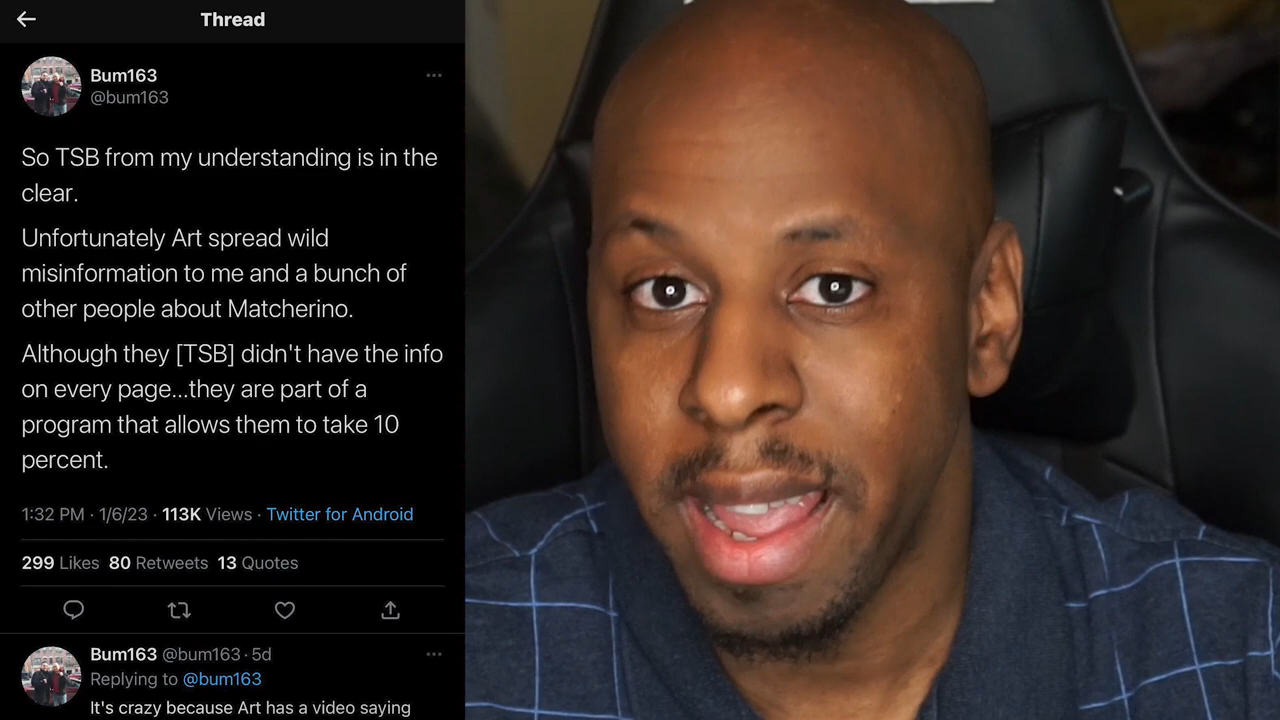 Thread
Bum163
@bum163
So TSB from my understanding is in the
clear.
Unfortunately Art spread wild
misinformation to me and a bunch of
other people about Matcherino.
Although they [TSB] didn't have the info
on every page...they are part of a
program that allows them to take 10
percent.
1:32 PM · 1/6/23 · 113K Views · Twitter for Android
299 Likes 80 Retweets 13 Quotes
Bum163 @bum163 · 5d
Replying to @bum163
It's crazy because Art has a video saying